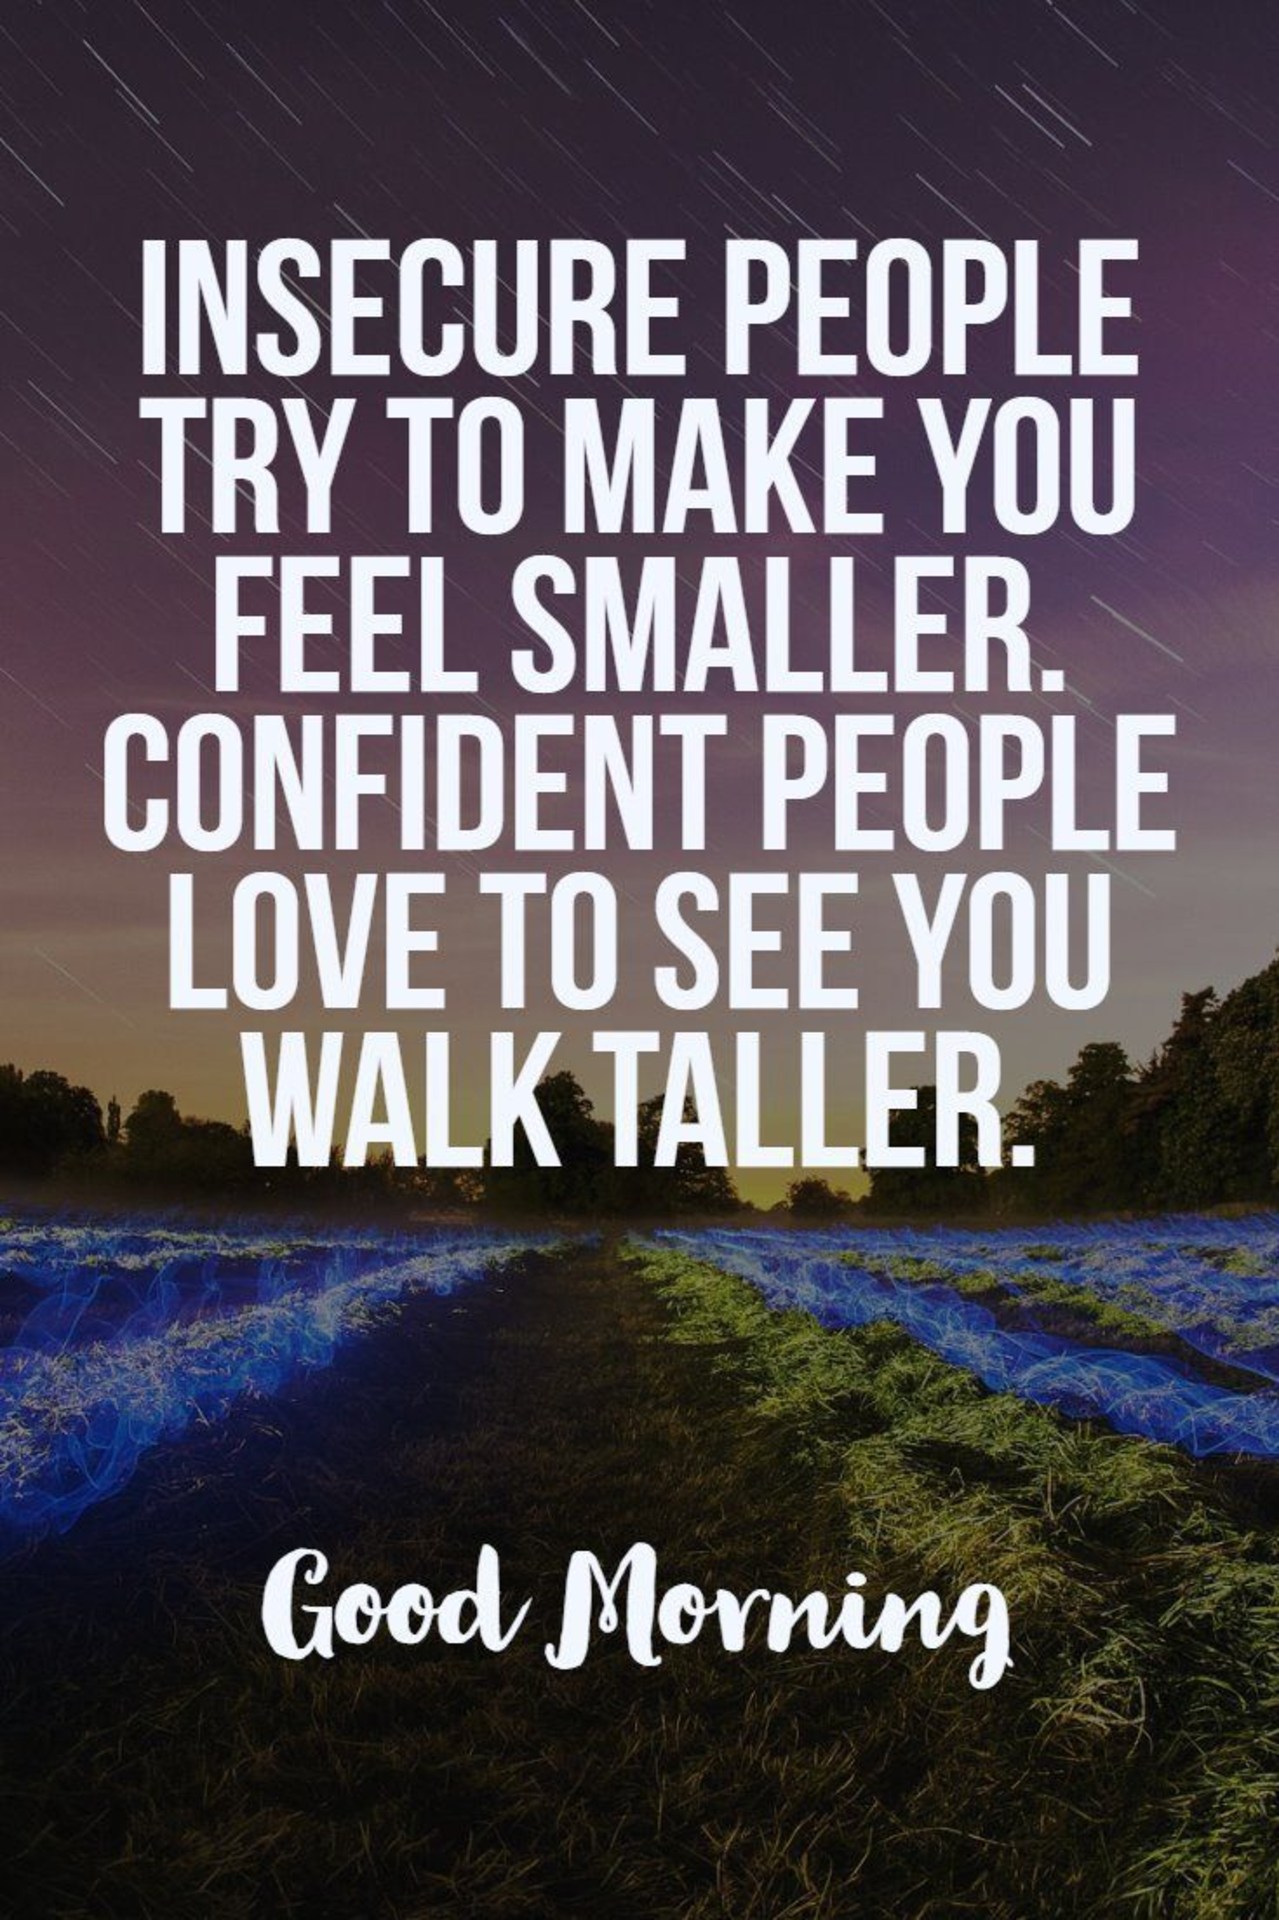 INSECURE PEOPLE
TRY TO MAKE YOU
FEEL SMALLER.
CONFIDENT PEOPLE
LOVE TO SEE YOU
WALK TALLER.
Good Morning